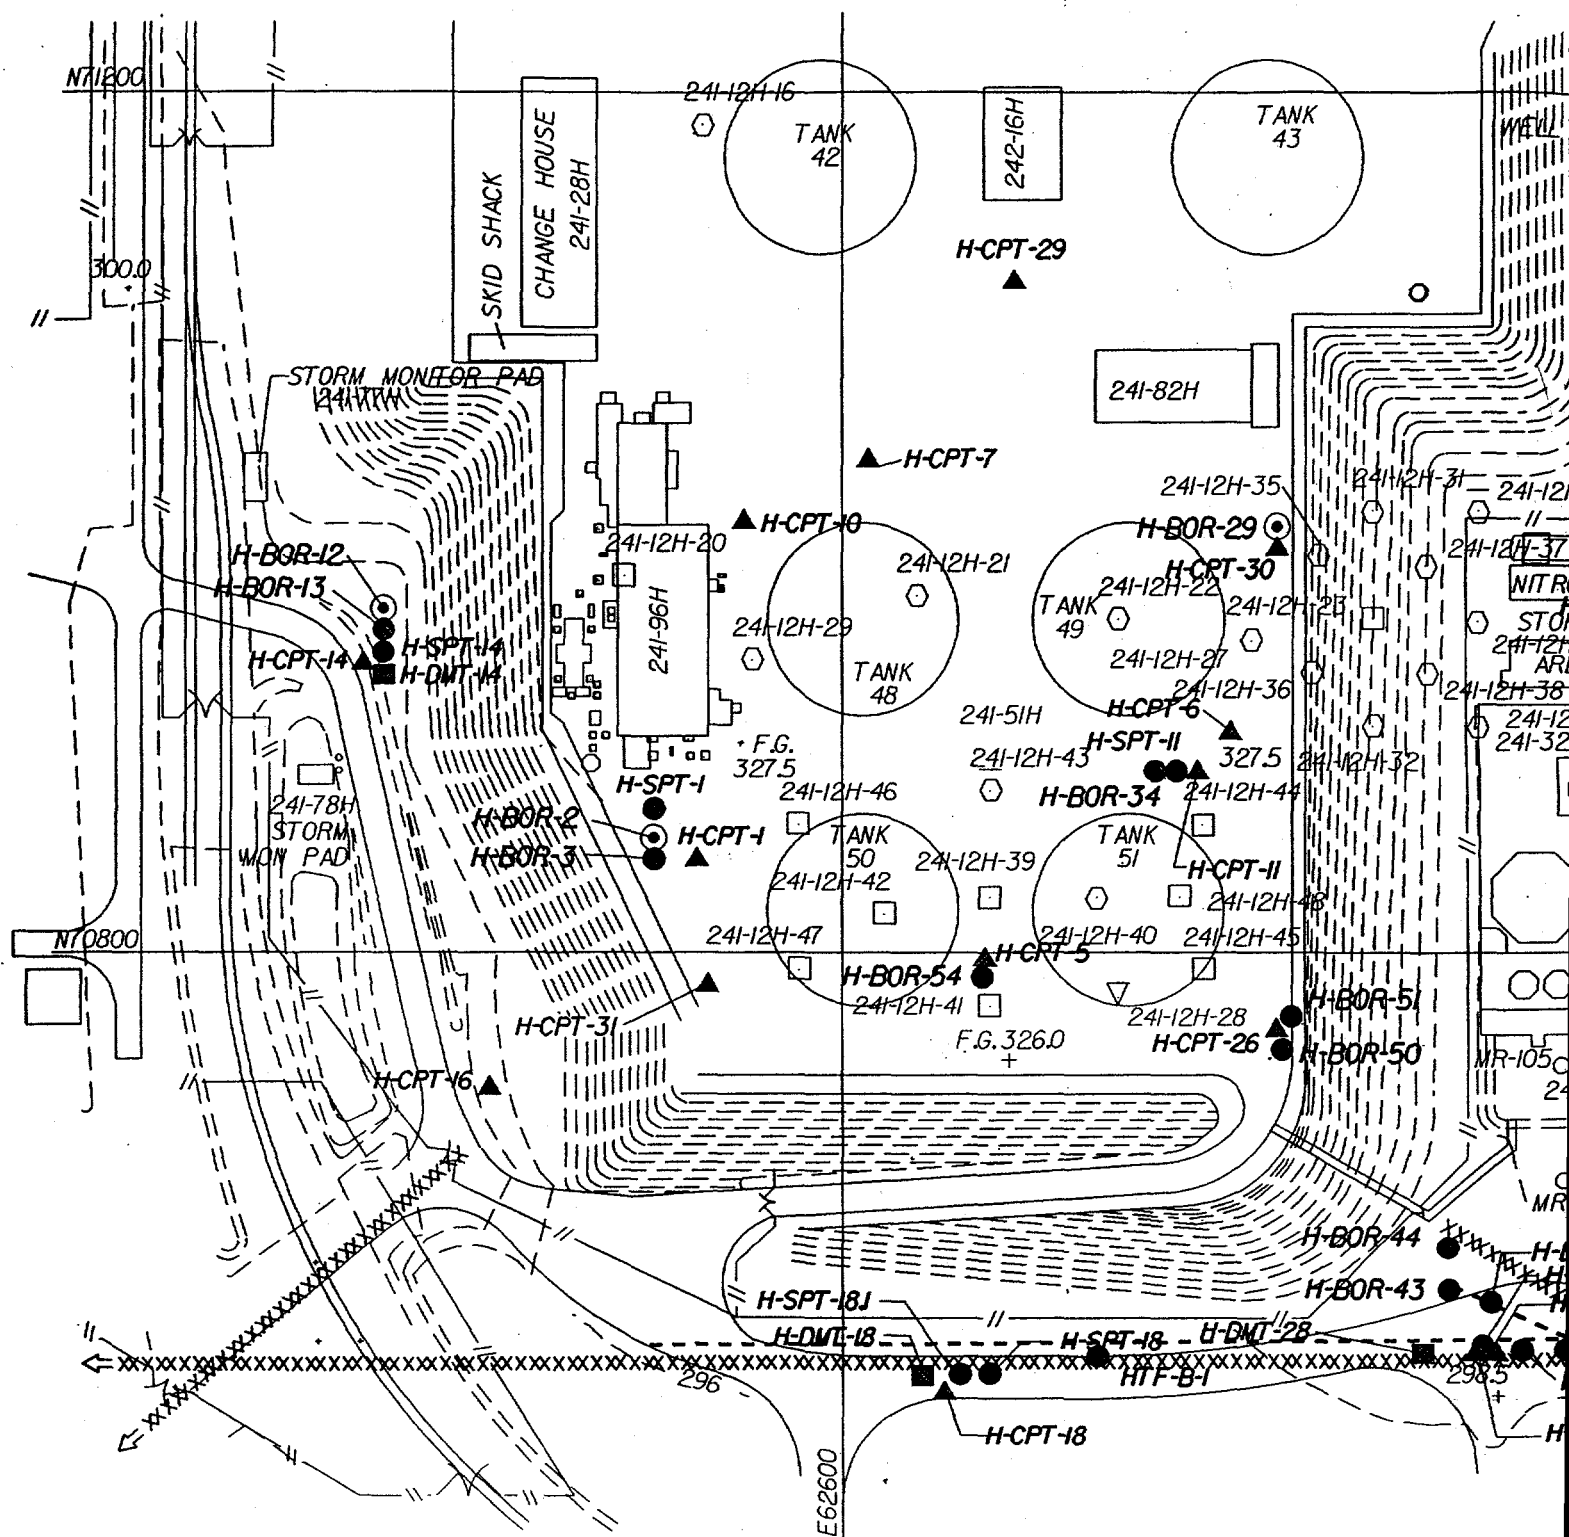 N71200
241-12H-16
TANK
42
242-16H
TANK
43
WELL
CHANGE HOUSE
241-28H
SKID SHACK
300.0
H-CPT-29
STORM MONITOR PAD
241-82H
H-CPT-7
241-12H-35
241-12H-31
H-CPT-10
H-BOR-29
241-12H-20
H-BOR-12
241-12H-21
H-CPT-30
241-12H-37
H-BOR-13
241-12H-22
TANK
49
241-12H-23
241-12H-29
241-96H
H-SPT-14
H-CPT-14
H-DMT-14
241-12H-27
TANK
48
241-12H-36
241-12H-38
241-51H
H-CPT-6
H-SPT-11
F.G.
327.5
327.5
241-12H-43
241-12H-32
H-SPT-1
241-12H-46
H-BOR-34
241-12H-44
241-78H
STORM
MON PAD
H-BOR-2
H-CPT-1
TANK
50
TANK
51
H-BOR-3
241-12H-39
H-CPT-11
241-12H-42
241-12H-48
N70800
241-12H-47
241-12H-40
241-12H-45
H-CPT-5
H-BOR-54
241-12H-41
H-BOR-51
H-CPT-31
241-12H-28
F.G. 326.0
H-CPT-26
H-BOR-50
MR-105
H-CPT-16
MR
H-BOR-44
H-BOR-43
H-SPT-18.1
H-DMT-18
H-SPT-18
H-DMT-28
296
HTF-B-1
298.5
H-CPT-18
E62600